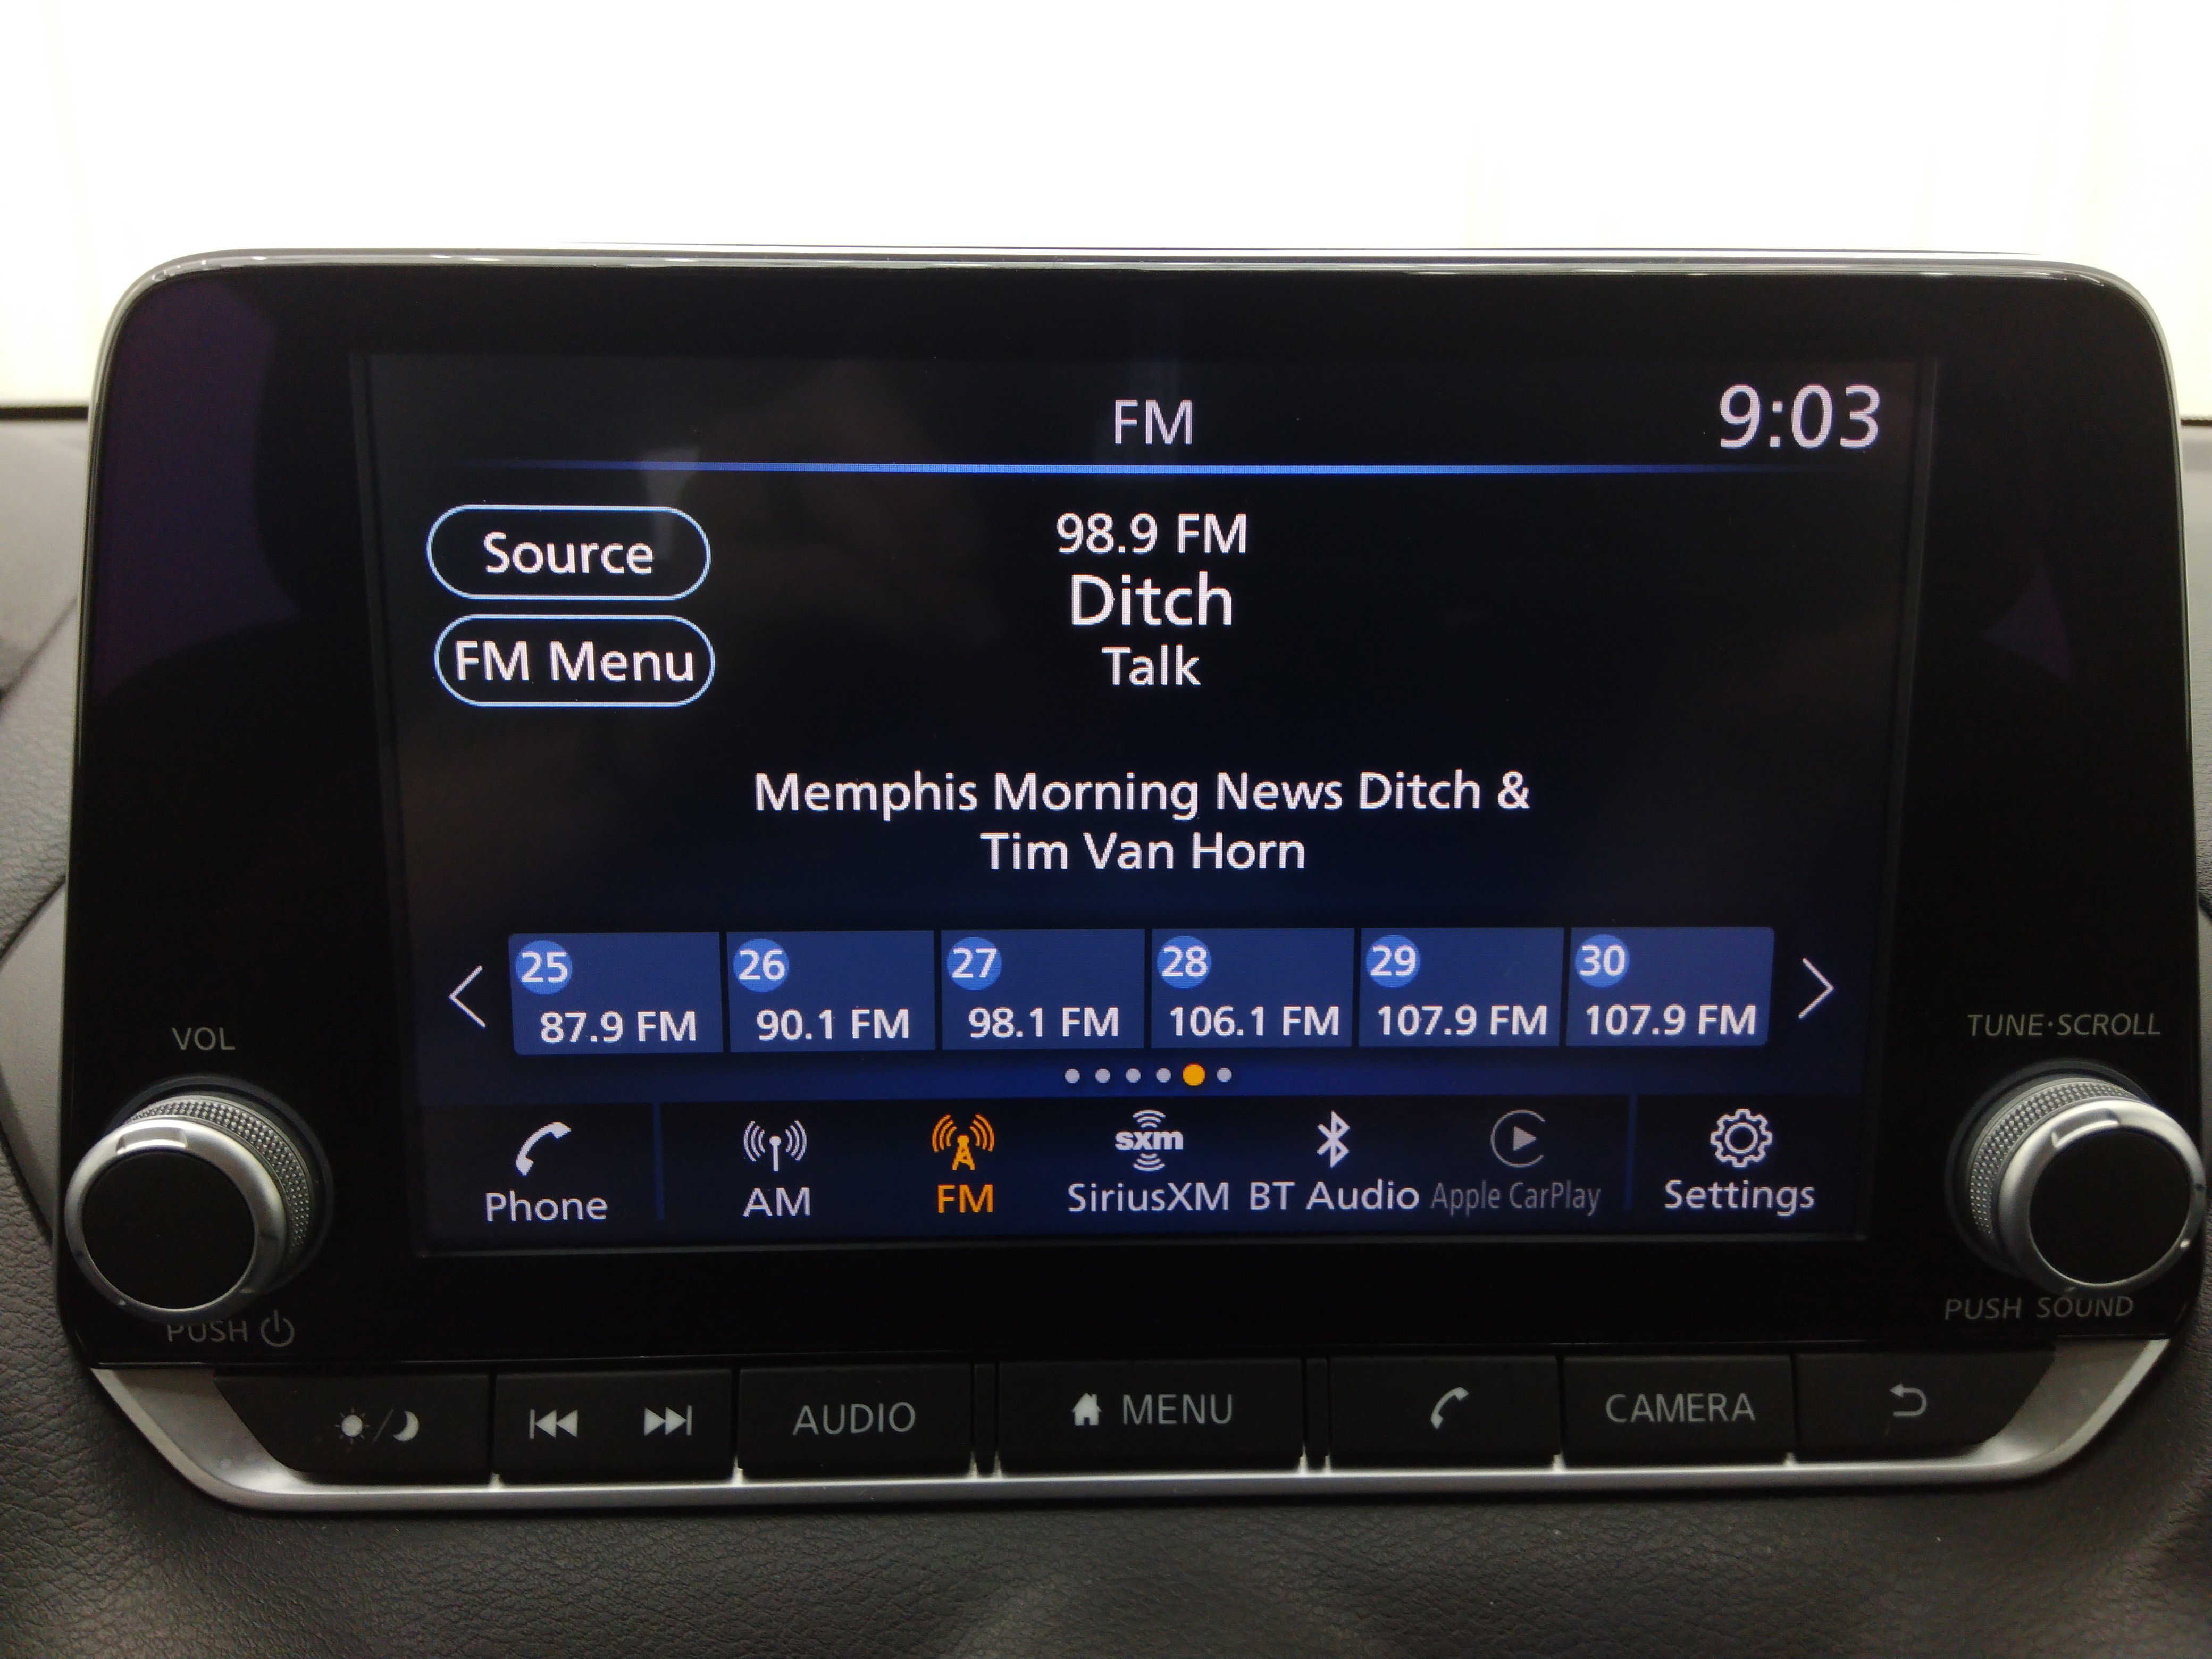 FM
9:03
Source
98.9 FM
Ditch
FM Menu
Talk
Memphis Morning News Ditch &
Tim Van Horn
25
26
27
28
29
30
87.9 FM
90.1 FM
98.1 FM
106.1 FM
107.9 FM
107.9 FM
VOL
TUNE·SCROLL
sxm
Phone
AM
FM
SiriusXM
BT Audio
Apple CarPlay
Settings
PUSH
PUSH SOUND
AUDIO
MENU
CAMERA